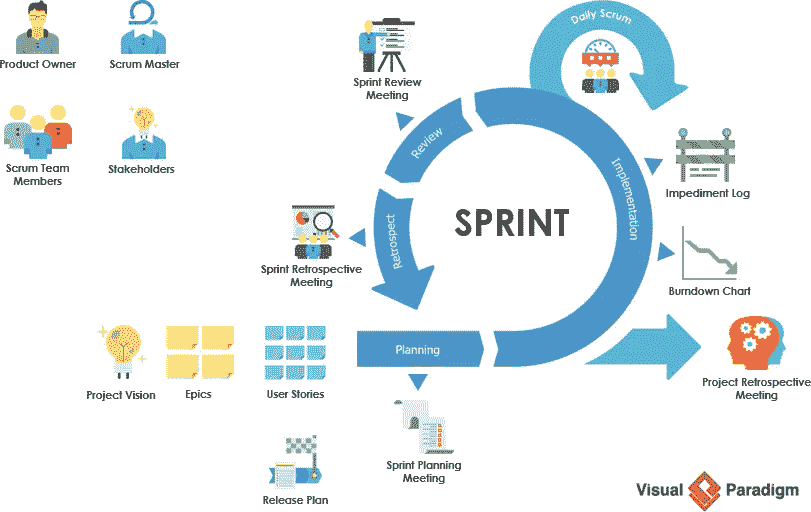 Product Owner
Scrum Master
Scrum Team
Members
Stakeholders
Sprint Review
Meeting
Daily Scrum
Review
Implementation
Impediment Log
SPRINT
Retrospect
Sprint Retrospective
Meeting
Burndown Chart
Project Vision
Epics
User Stories
Planning
Project Retrospective
Meeting
Sprint Planning
Meeting
Release Plan
Visual Paradigm